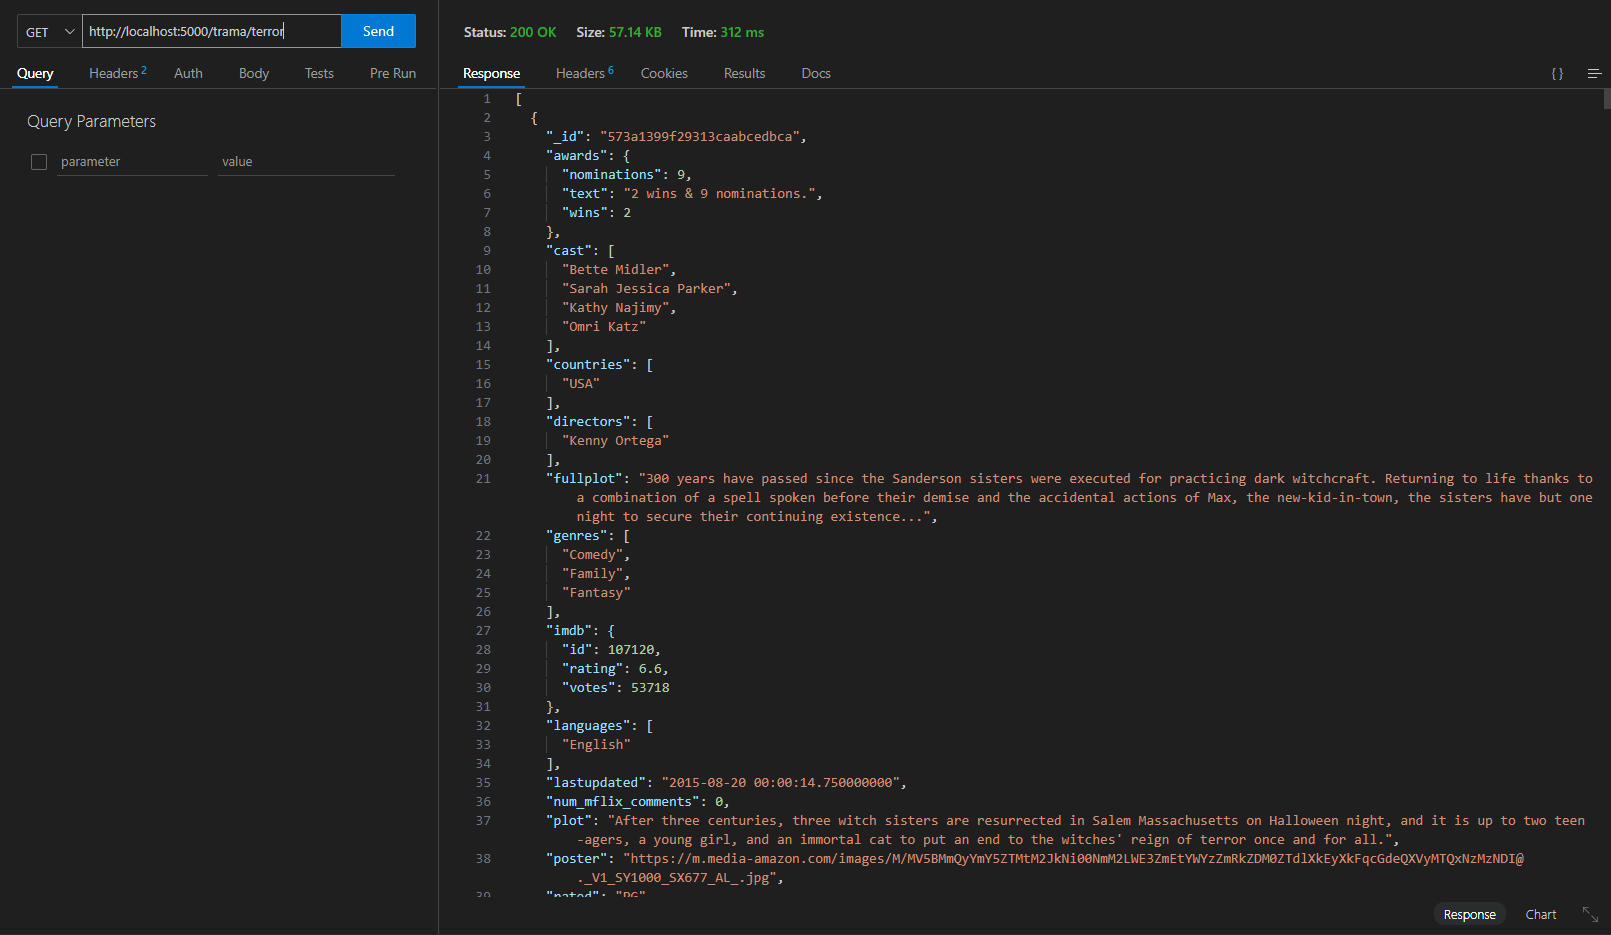 GET
http://localhost:5000/trama/terror
Send
Query
Headers 2
Auth
Body
Tests
Pre Run
Query Parameters
parameter
value
Status: 200 OK Size: 57.14 KB Time: 312 ms
Response
Headers 6
Cookies
Results
Docs
{ }
1 [
2 {
3 "_id": "573a1399f29313caabcedbca",
4 "awards": {
5 "nominations": 9,
6 "text": "2 wins & 9 nominations.",
7 "wins": 2
8 },
9 "cast": [
10 "Bette Midler",
11 "Sarah Jessica Parker",
12 "Kathy Najimy",
13 "Omri Katz"
14 ],
15 "countries": [
16 "USA"
17 ],
18 "directors": [
19 "Kenny Ortega"
20 ],
21 "fullplot": "300 years have passed since the Sanderson sisters were executed for practicing dark witchcraft. Returning to life thanks to
a combination of a spell spoken before their demise and the accidental actions of Max, the new-kid-in-town, the sisters have but one
night to secure their continuing existence...",
22 "genres": [
23 "Comedy",
24 "Family",
25 "Fantasy"
26 ],
27 "imdb": {
28 "id": 107120,
29 "rating": 6.6,
30 "votes": 53718
31 },
32 "languages": [
33 "English"
34 ],
35 "lastupdated": "2015-08-20 00:00:14.750000000",
36 "num_mflix_comments": 0,
37 "plot": "After three centuries, three witch sisters are resurrected in Salem Massachusetts on Halloween night, and it is up to two teen
-agers, a young girl, and an immortal cat to put an end to the witches' reign of terror once and for all.",
38 "poster": "https://m.media-amazon.com/images/M/MV5BMmQyYmY5ZTMtM2JkNi00NmM2LWE3ZmEtYWYzZmRkZDM0ZTdlXkEyXkFqcGdeQXVyMTQxNzMzNDI@
._V1_SY1000_SX677_AL_.jpg",
39 "rated": "PG"
Response
Chart